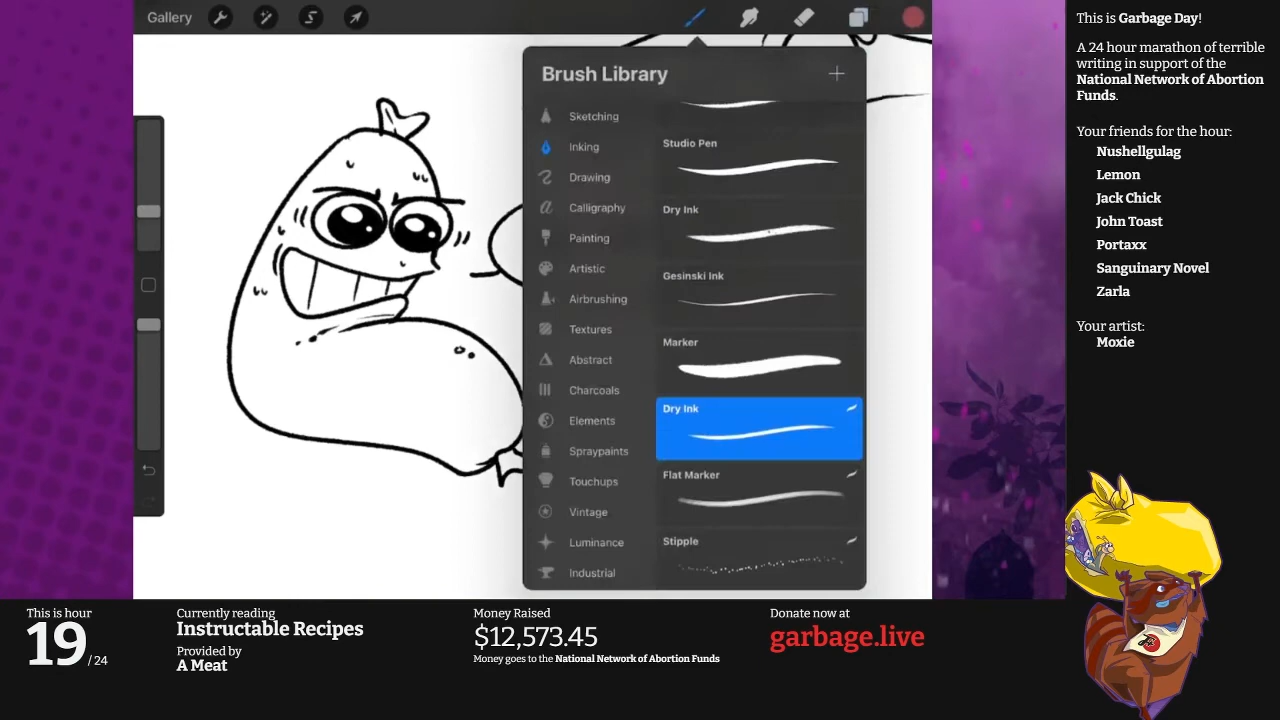 Gallery
Brush Library
Sketching
Inking
Drawing
Calligraphy
Painting
Artistic
Airbrushing
Textures
Abstract
Charcoals
Elements
Spraypaints
Touchups
Vintage
Luminance
Industrial
Studio Pen
Dry Ink
Gesinski Ink
Marker
Dry Ink
Flat Marker
Stipple
This is Garbage Day!
A 24 hour marathon of terrible
writing in support of the
National Network of Abortion
Funds.
Your friends for the hour:
Nushellgulag
Lemon
Jack Chick
John Toast
Portaxx
Sanguinary Novel
Zarla
Your artist:
Moxie
This is hour
19 / 24
Currently reading
Instructable Recipes
Provided by
A Meat
Money Raised
$12,573.45
Money goes to the National Network of Abortion Funds
Donate now at
garbage.live